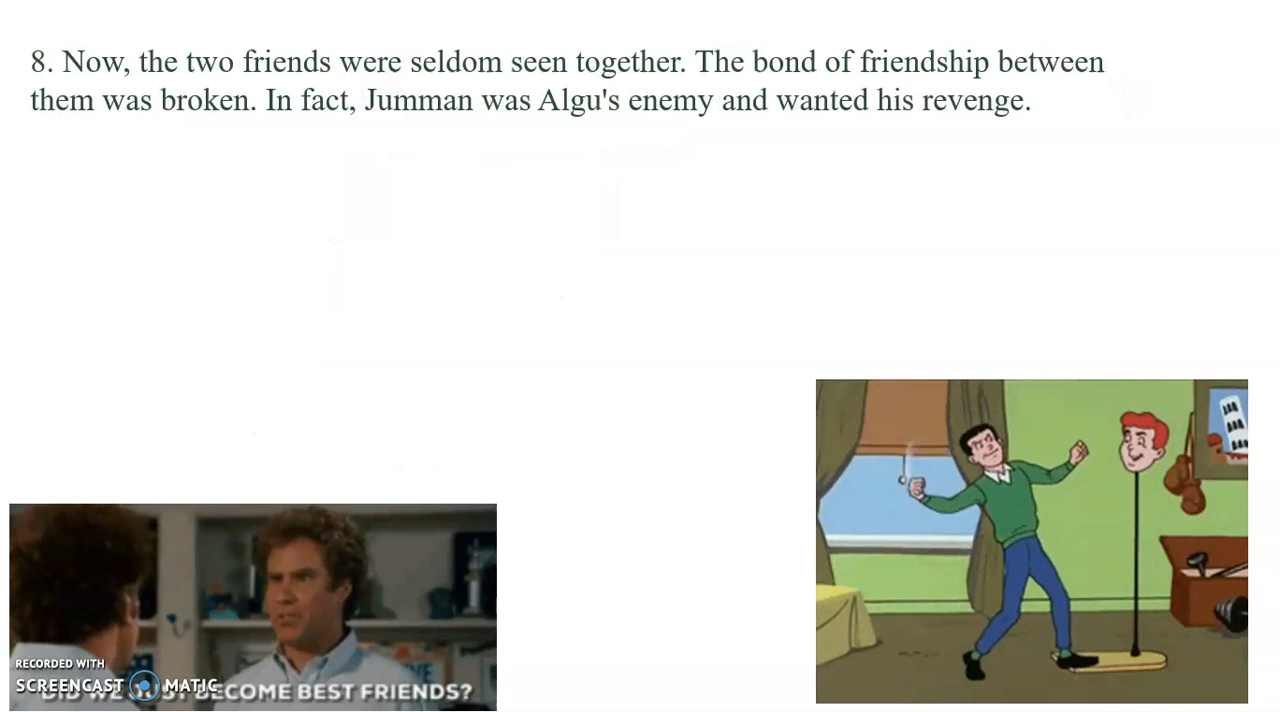 8. Now, the two friends were seldom seen together. The bond of friendship between
them was broken. In fact, Jumman was Algu's enemy and wanted his revenge.
RECORDED WITH
SCREENCAST MATIC
BECOME BEST FRIENDS?